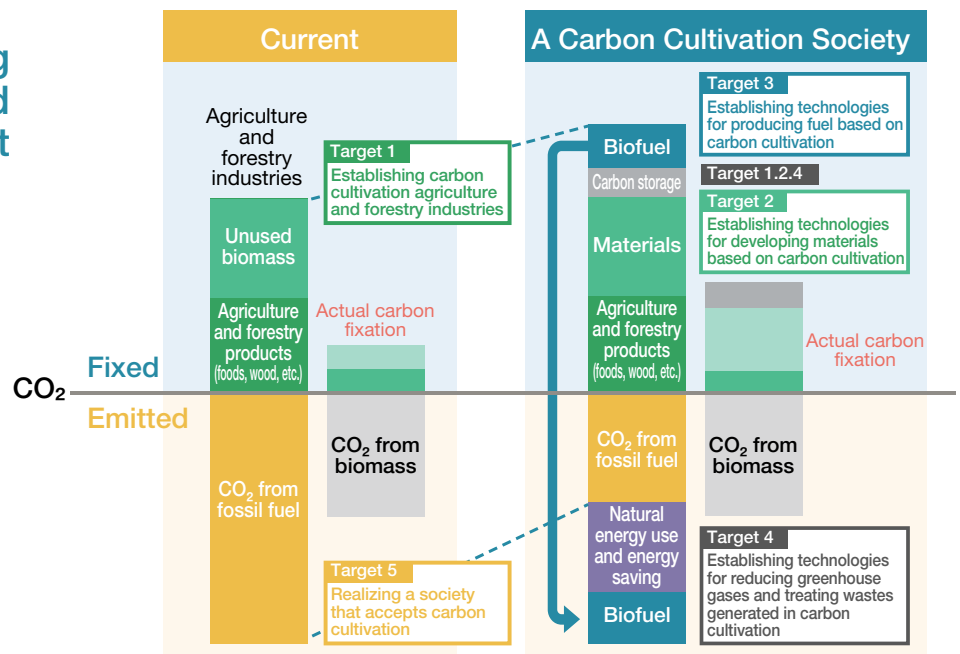 g
d
t
Current
Agriculture
and
forestry
industries
Target 1
Establishing carbon
cultivation agriculture
and forestry industries
Unused
biomass
Agriculture
and forestry
products
(foods, wood, etc.)
Actual carbon
fixation
CO₂
Fixed
Emitted
CO₂ from
fossil fuel
CO₂ from
biomass
Target 5
Realizing a society
that accepts carbon
cultivation
A Carbon Cultivation Society
Target 3
Establishing technologies
for producing fuel based on
carbon cultivation
Biofuel
Carbon storage
Target 1.2.4
Target 2
Establishing technologies
for developing materials
based on carbon cultivation
Materials
Agriculture
and forestry
products
(foods, wood, etc.)
Actual carbon
fixation
CO₂ from
fossil fuel
CO₂ from
biomass
Natural
energy use
and energy
saving
Biofuel
Target 4
Establishing technologies
for reducing greenhouse
gases and treating wastes
generated in carbon
cultivation